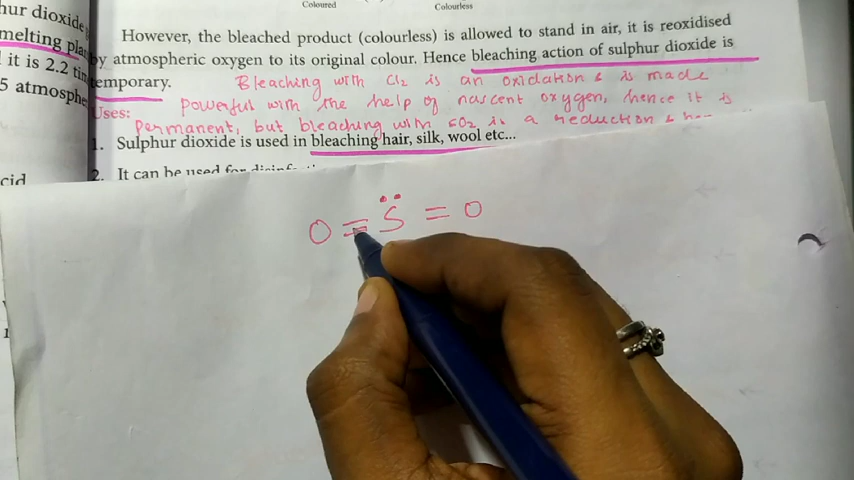 Coloured Colourless
hur dioxide However, the bleached product (colourless) is allowed to stand in air, it is reoxidised
melting by atmospheric oxygen to its original colour. Hence bleaching action of sulphur dioxide is
it is 2.2 temporary. Bleaching with Cl2 is an oxidation & is made
5 atmosphe powerful with the help of nascent oxygen, hence it is
Uses: permanent, but bleaching with SO2 is a reduction &
1. Sulphur dioxide is used in bleaching hair, silk, wool etc...
2. It can be used for
cid
O = S̈ = O
1